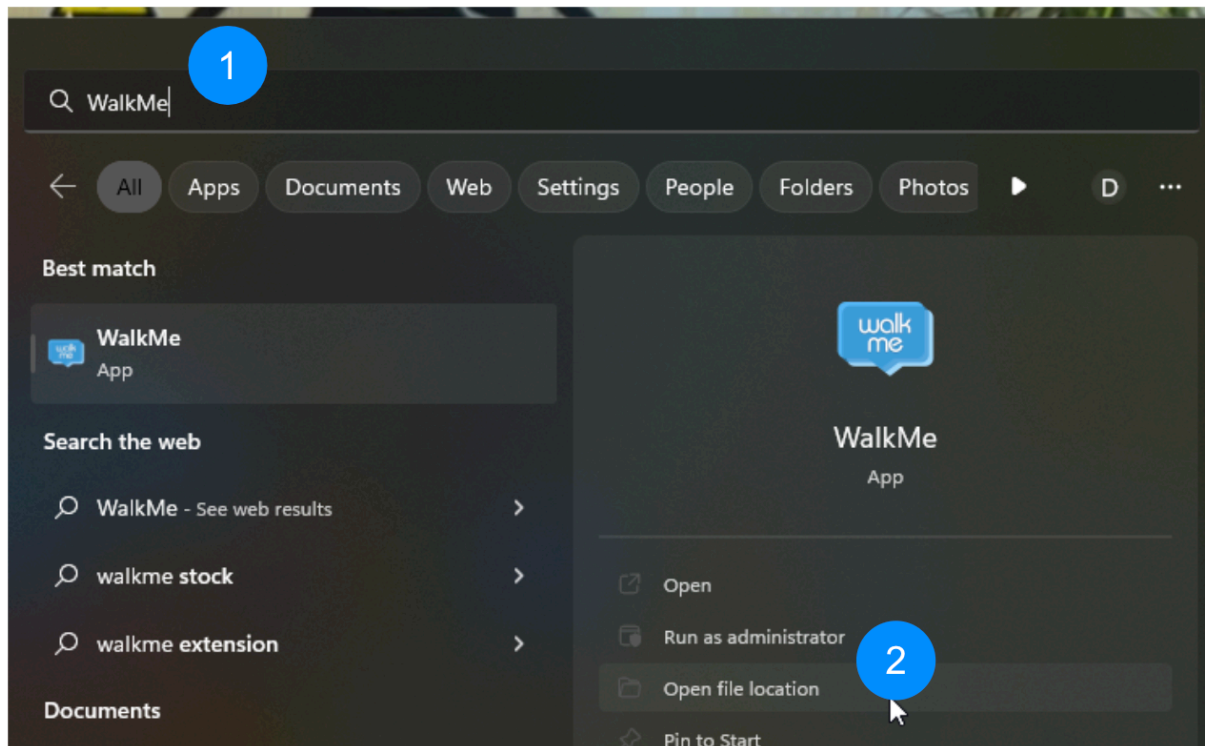 1
WalkMe
All Apps Documents Web Settings People Folders Photos D ...
Best match
WalkMe
App
Search the web
WalkMe - See web results
walkme stock
walkme extension
Documents
walk
me
WalkMe
App
Open
Run as administrator
2
Open file location
Pin to Start